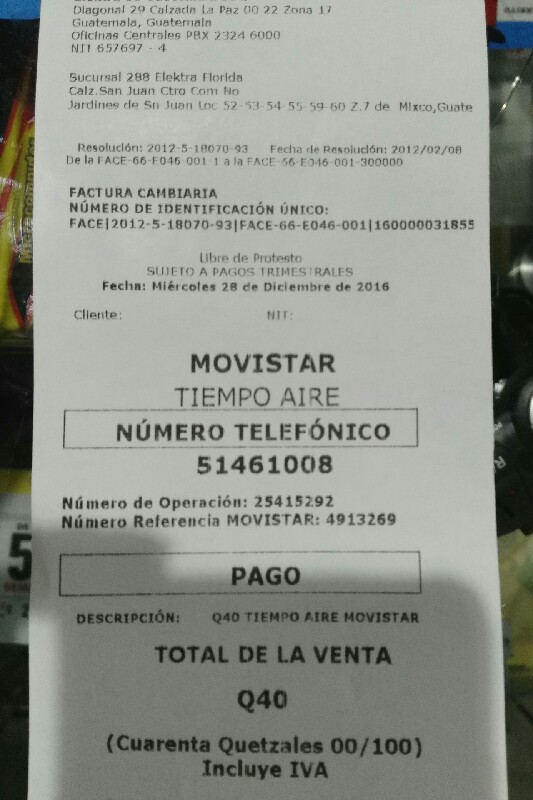 Diagonal 29 Calzada La Paz 00 22 Zona 17
Guatemala, Guatemala
Oficinas Centrales PBX 2324 6000
NIT 657697 - 4
Sucursal 288 Elektra Florida
Calz.San Juan Ctro Com No
Jardines de Sn Juan Loc 52-53-54-55-59-60 Z.7 de Mixco,Guate
Resolución: 2012-5-18070-93 Fecha de Resolución: 2012/02/08
De la FACE-66-E046-001-1 a la FACE-66-E046-001-300000
FACTURA CAMBIARIA
NÚMERO DE IDENTIFICACIÓN ÚNICO:
FACE|2012-5-18070-93|FACE-66-E046-001|160000031855
Libre de Protesto
SUJETO A PAGOS TRIMESTRALES
Fecha: Miércoles 28 de Diciembre de 2016
Cliente: NIT:
MOVISTAR
TIEMPO AIRE
NÚMERO TELEFÓNICO
51461008
Número de Operación: 25415292
Número Referencia MOVISTAR: 4913269
PAGO
DESCRIPCIÓN: Q40 TIEMPO AIRE MOVISTAR
TOTAL DE LA VENTA
Q40
(Cuarenta Quetzales 00/100)
Incluye IVA
5